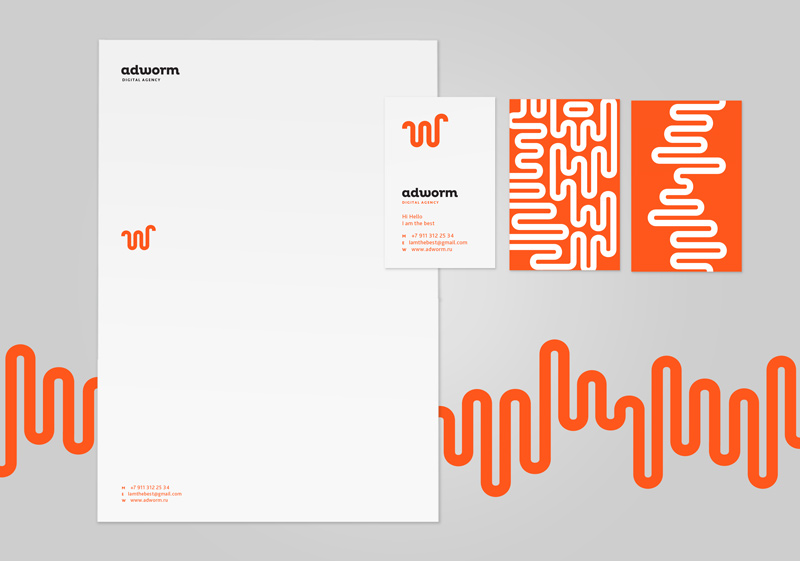 adworm
DIGITAL AGENCY
M +7 911 312 25 34
E Iamthebest@gmail.com
W www.adworm.ru
adworm
DIGITAL AGENCY
Hi Hello
I am the best
M +7 911 312 25 34
E Iamthebest@gmail.com
W www.adworm.ru